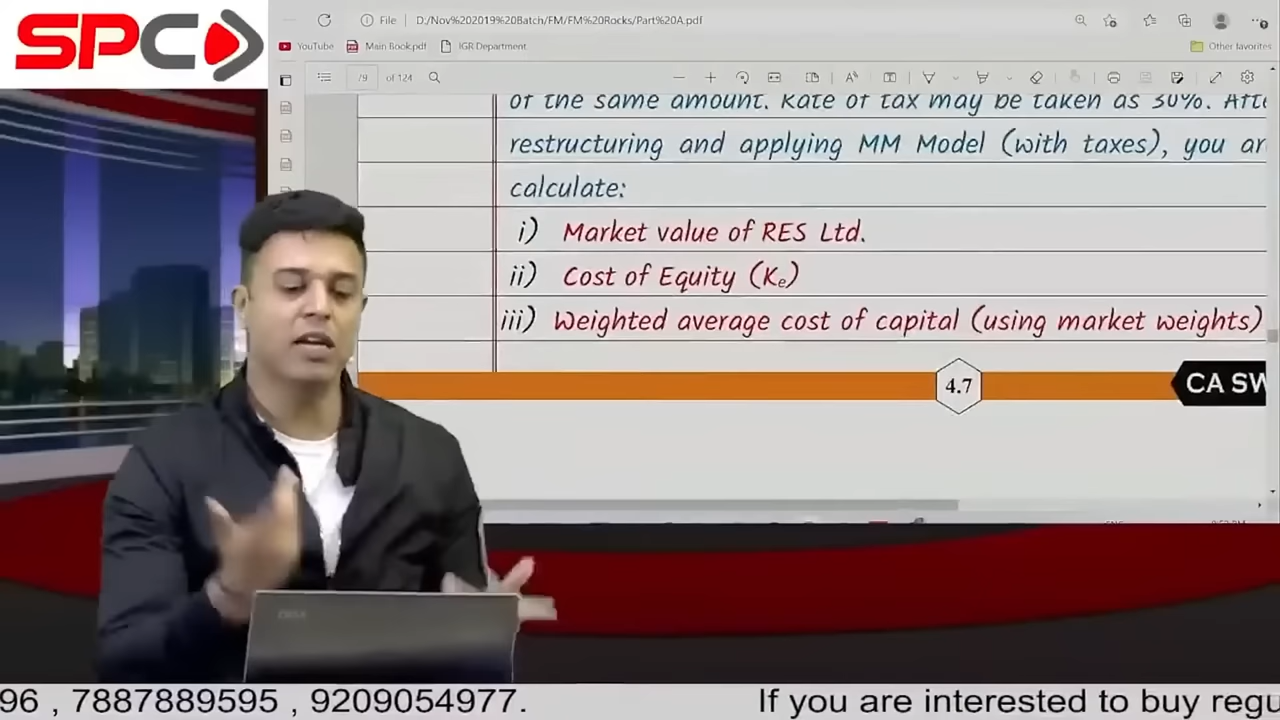 SPC
File
D:/Nov%202019%20Batch/FM/FM%20Rocks/Part%20A.pdf
YouTube
Main Book.pdf
IGR Department
Other favorites
79 of 124
of the same amount. Rate of tax may be taken as 30%. Afte
restructuring and applying MM Model (with taxes), you ar
calculate:
i) Market value of RES Ltd.
ii) Cost of Equity (Ke)
iii) Weighted average cost of capital (using market weights)
4.7
CA SW
96 , 7887889595 , 9209054977.
If you are interested to buy regu